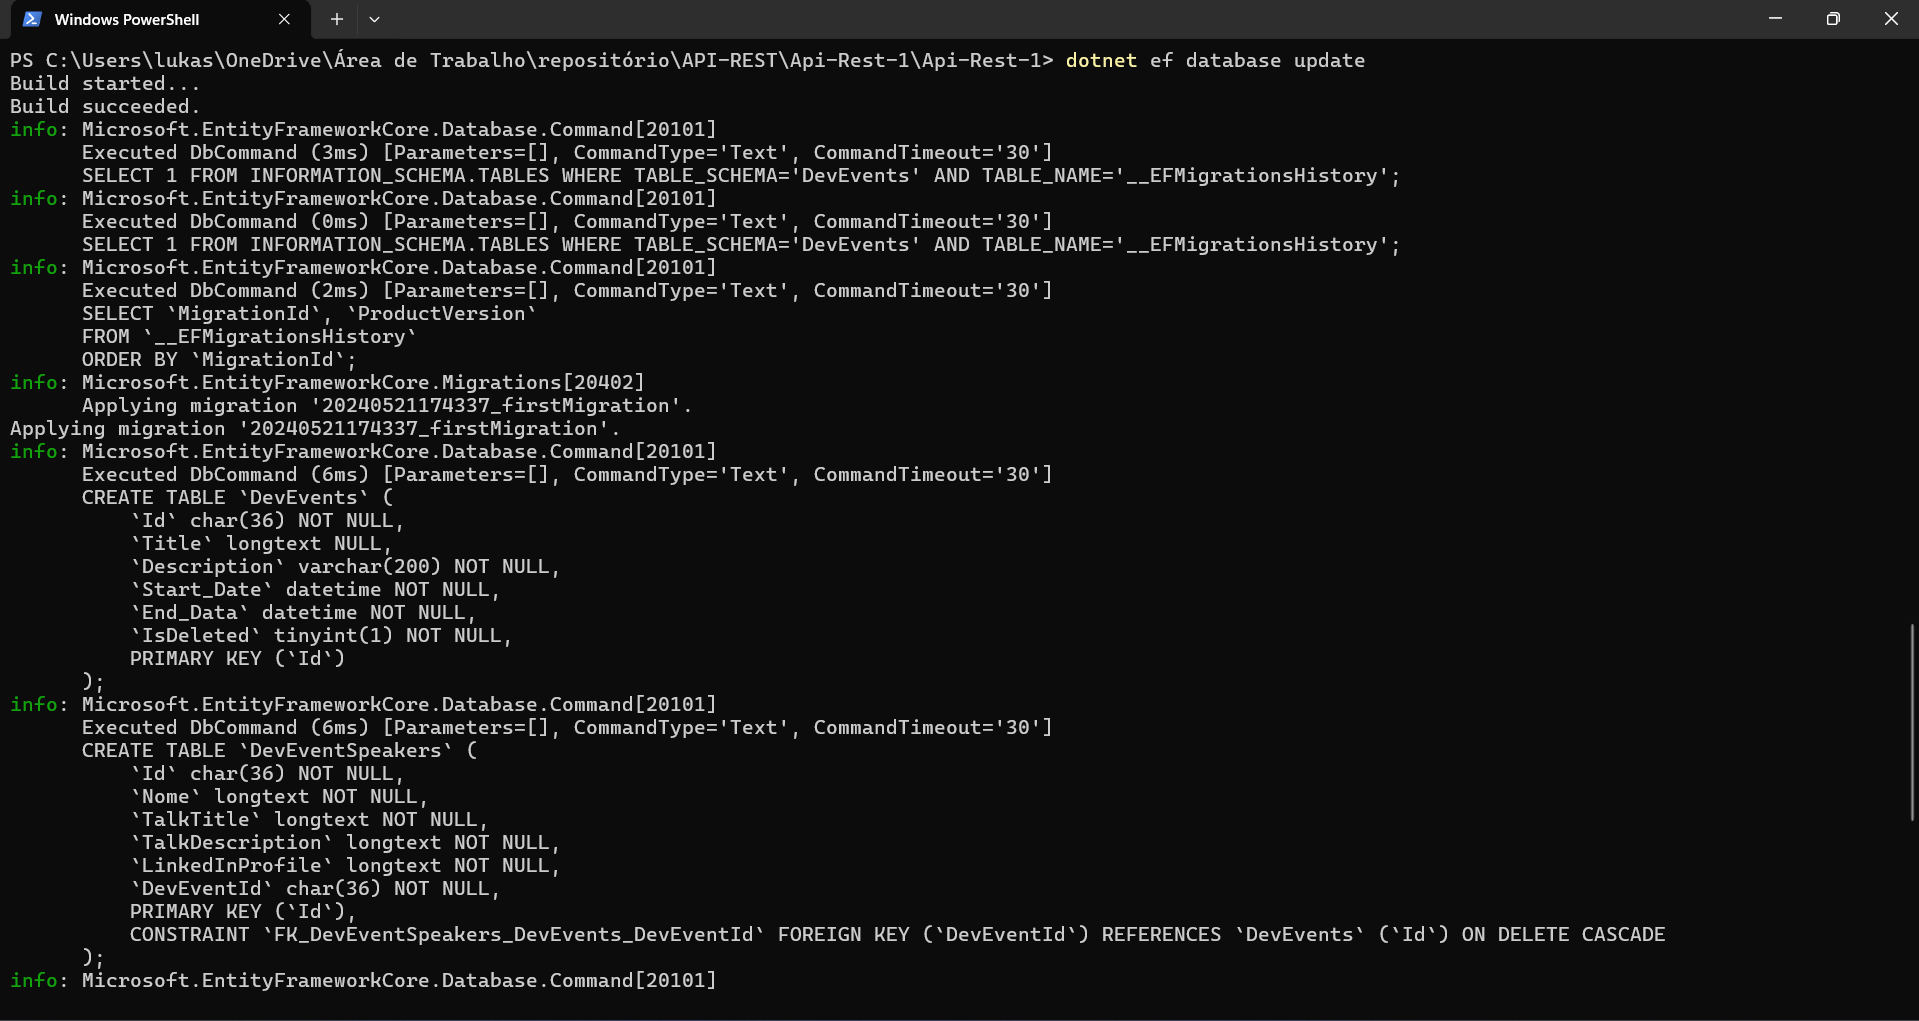 Windows PowerShell
PS C:\Users\lukas\OneDrive\Área de Trabalho\repositório\API-REST\Api-Rest-1\Api-Rest-1> dotnet ef database update
Build started...
Build succeeded.
info: Microsoft.EntityFrameworkCore.Database.Command[20101]
      Executed DbCommand (3ms) [Parameters=[], CommandType='Text', CommandTimeout='30']
      SELECT 1 FROM INFORMATION_SCHEMA.TABLES WHERE TABLE_SCHEMA='DevEvents' AND TABLE_NAME='__EFMigrationsHistory';
info: Microsoft.EntityFrameworkCore.Database.Command[20101]
      Executed DbCommand (0ms) [Parameters=[], CommandType='Text', CommandTimeout='30']
      SELECT 1 FROM INFORMATION_SCHEMA.TABLES WHERE TABLE_SCHEMA='DevEvents' AND TABLE_NAME='__EFMigrationsHistory';
info: Microsoft.EntityFrameworkCore.Database.Command[20101]
      Executed DbCommand (2ms) [Parameters=[], CommandType='Text', CommandTimeout='30']
      SELECT `MigrationId`, `ProductVersion`
      FROM `__EFMigrationsHistory`
      ORDER BY `MigrationId`;
info: Microsoft.EntityFrameworkCore.Migrations[20402]
      Applying migration '20240521174337_firstMigration'.
Applying migration '20240521174337_firstMigration'.
info: Microsoft.EntityFrameworkCore.Database.Command[20101]
      Executed DbCommand (6ms) [Parameters=[], CommandType='Text', CommandTimeout='30']
      CREATE TABLE `DevEvents` (
          `Id` char(36) NOT NULL,
          `Title` longtext NULL,
          `Description` varchar(200) NOT NULL,
          `Start_Date` datetime NOT NULL,
          `End_Data` datetime NOT NULL,
          `IsDeleted` tinyint(1) NOT NULL,
          PRIMARY KEY (`Id`)
      );
info: Microsoft.EntityFrameworkCore.Database.Command[20101]
      Executed DbCommand (6ms) [Parameters=[], CommandType='Text', CommandTimeout='30']
      CREATE TABLE `DevEventSpeakers` (
          `Id` char(36) NOT NULL,
          `Nome` longtext NOT NULL,
          `TalkTitle` longtext NOT NULL,
          `TalkDescription` longtext NOT NULL,
          `LinkedInProfile` longtext NOT NULL,
          `DevEventId` char(36) NOT NULL,
          PRIMARY KEY (`Id`),
          CONSTRAINT `FK_DevEventSpeakers_DevEvents_DevEventId` FOREIGN KEY (`DevEventId`) REFERENCES `DevEvents` (`Id`) ON DELETE CASCADE
      );
info: Microsoft.EntityFrameworkCore.Database.Command[20101]